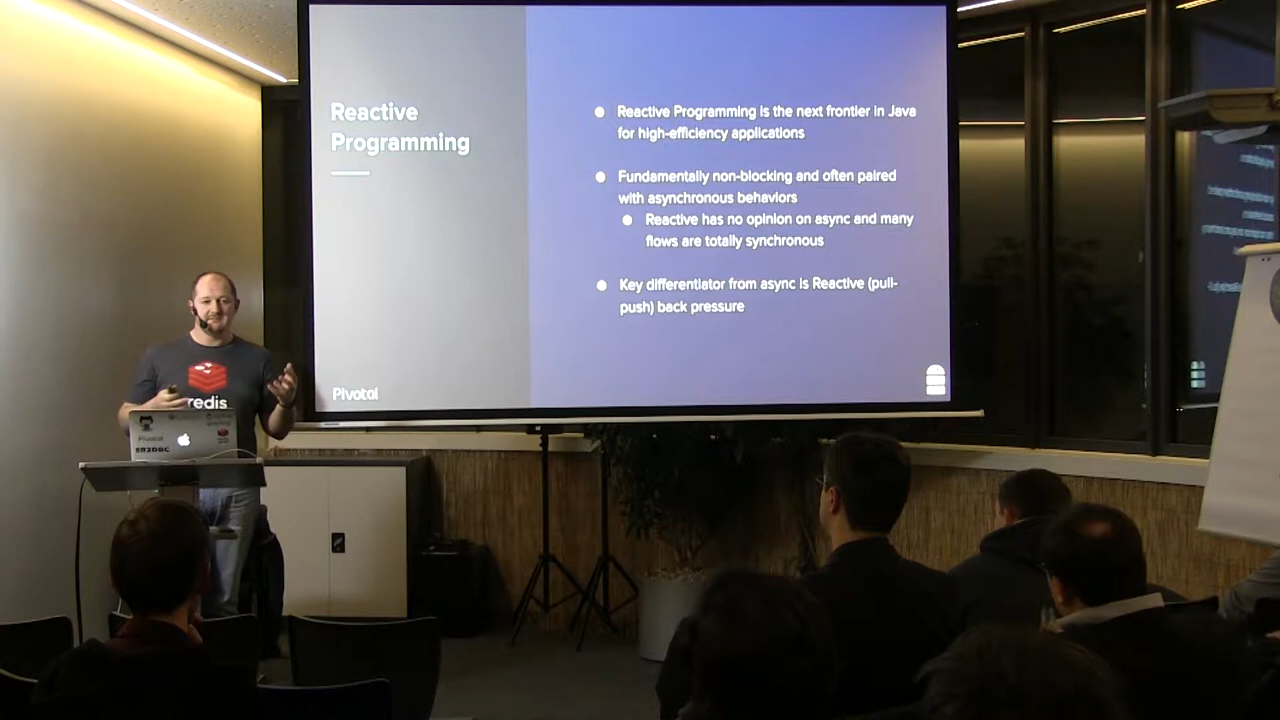 Reactive
Programming
Reactive Programming is the next frontier in Java
for high-efficiency applications
Fundamentally non-blocking and often paired
with asynchronous behaviors
Reactive has no opinion on async and many
flows are totally synchronous
Key differentiator from async is Reactive (pull-
push) back pressure
Pivotal
redis
Pivotal
R2DBC